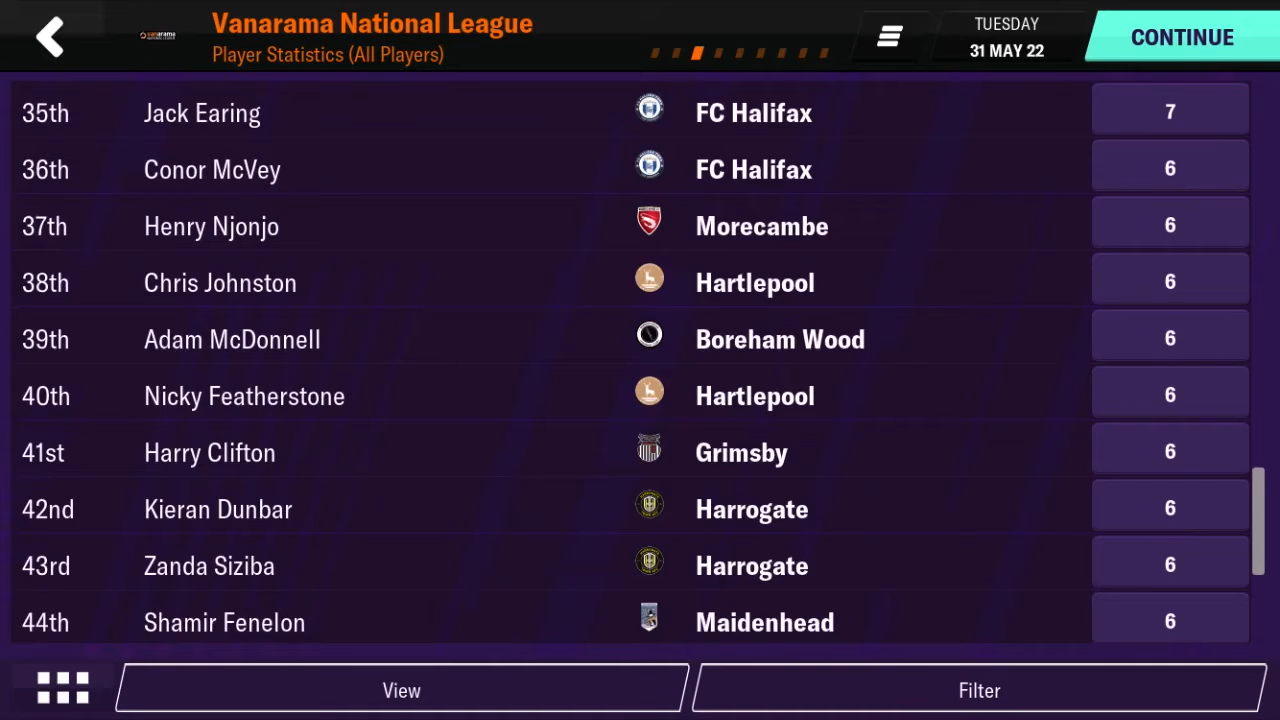 Vanarama National League
Player Statistics (All Players)
TUESDAY
31 MAY 22
CONTINUE
35th Jack Earing FC Halifax 7
36th Conor McVey FC Halifax 6
37th Henry Njonjo Morecambe 6
38th Chris Johnston Hartlepool 6
39th Adam McDonnell Boreham Wood 6
40th Nicky Featherstone Hartlepool 6
41st Harry Clifton Grimsby 6
42nd Kieran Dunbar Harrogate 6
43rd Zanda Siziba Harrogate 6
44th Shamir Fenelon Maidenhead 6
View
Filter